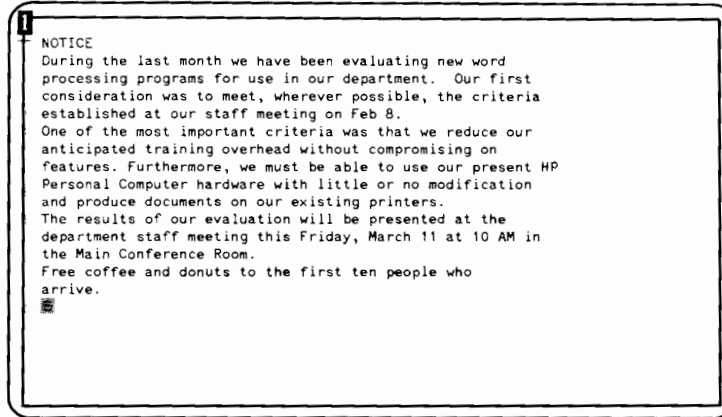 1
NOTICE
During the last month we have been evaluating new word
processing programs for use in our department.  Our first
consideration was to meet, wherever possible, the criteria
established at our staff meeting on Feb 8.
One of the most important criteria was that we reduce our
anticipated training overhead without compromising on
features. Furthermore, we must be able to use our present HP
Personal Computer hardware with little or no modification
and produce documents on our existing printers.
The results of our evaluation will be presented at the
department staff meeting this Friday, March 11 at 10 AM in
the Main Conference Room.
Free coffee and donuts to the first ten people who
arrive.